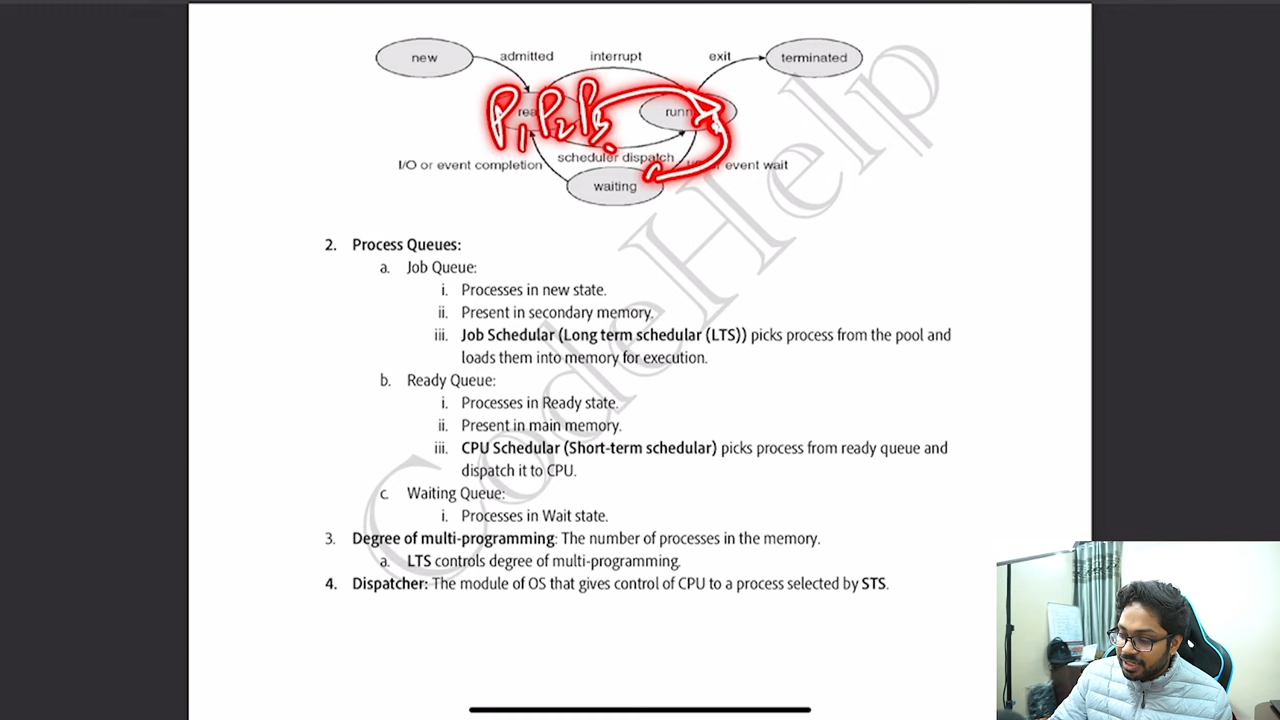 new
admitted
interrupt
exit
terminated
rea
P1 P2 P3
runn
I/O or event completion
scheduler dispatch
event wait
waiting
2. Process Queues:
a. Job Queue:
i. Processes in new state.
ii. Present in secondary memory.
iii. Job Schedular (Long term schedular (LTS)) picks process from the pool and
loads them into memory for execution.
b. Ready Queue:
i. Processes in Ready state.
ii. Present in main memory.
iii. CPU Schedular (Short-term schedular) picks process from ready queue and
dispatch it to CPU.
c. Waiting Queue:
i. Processes in Wait state.
3. Degree of multi-programming: The number of processes in the memory.
a. LTS controls degree of multi-programming.
4. Dispatcher: The module of OS that gives control of CPU to a process selected by STS.
CodeHelp